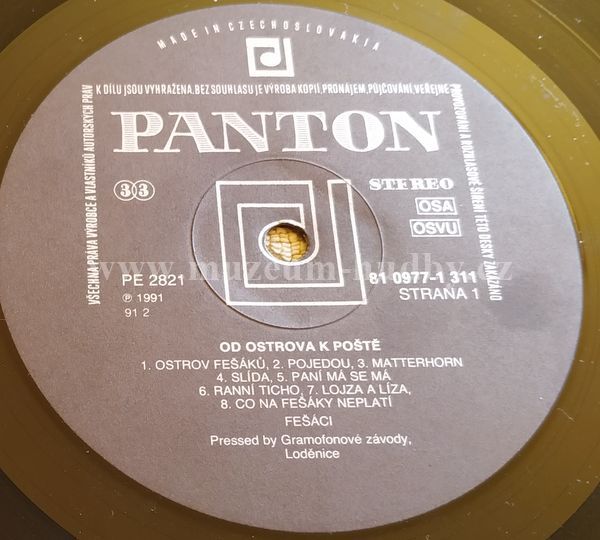 MADE IN CZECHOSLOVAKIA
VŠECHNA PRÁVA VÝROBCE A VLASTNÍKŮ AUTORSKÝCH PRÁV
K DÍLU JSOU VYHRAŽENA. BEZ SOUHLASU JE VÝROBA KOPIÍ, PRONÁJEM, PŮJČOVÁNÍ, VEŘEJNÉ
PROVOZOVÁNÍ A ROZHLASOVÉ ŠÍŘENÍ TÉTO DESKY ZAKÁZÁNO
PANTON
33
STEREO
OSA
OSVU
www.muzeum-hudby.cz
PE 2821
℗ 1991
91 2
81 0977-1 311
STRANA 1
OD OSTROVA K POŠTĚ
1. OSTROV FEŠÁKŮ, 2. POJEDOU, 3. MATTERHORN
4. SLÍDA, 5. PANÍ MÁ SE MÁ
6. RANNÍ TICHO, 7. LOJZA A LÍZA,
8. CO NA FEŠÁKY NEPLATÍ
FEŠÁCI
Pressed by Gramofonové závody,
Loděnice